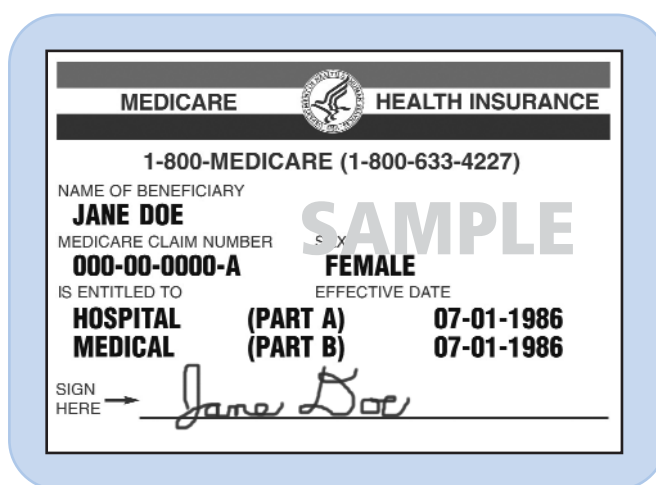 MEDICARE HEALTH INSURANCE
1-800-MEDICARE (1-800-633-4227)
NAME OF BENEFICIARY
JANE DOE
SAMPLE
MEDICARE CLAIM NUMBER SEX
000-00-0000-A FEMALE
IS ENTITLED TO EFFECTIVE DATE
HOSPITAL (PART A) 07-01-1986
MEDICAL (PART B) 07-01-1986
SIGN
HERE Jane Doe